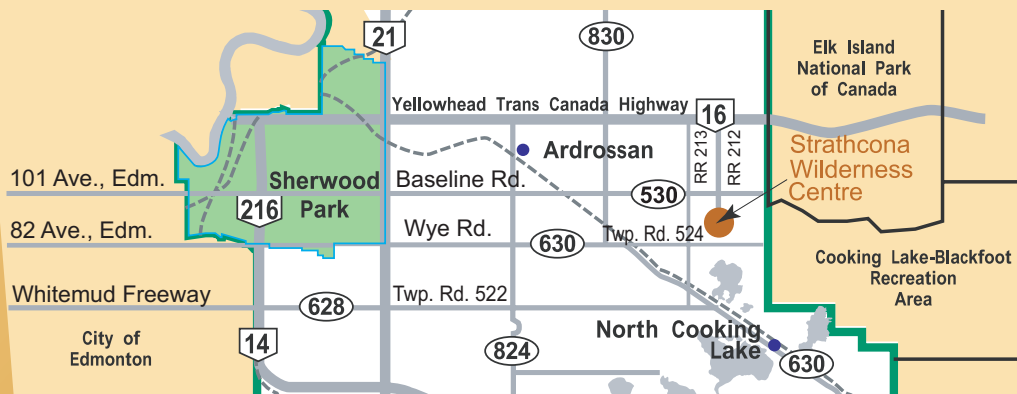 21
830
Elk Island
National Park
of Canada
Yellowhead Trans Canada Highway
16
RR 213
RR 212
Strathcona
Wilderness
Centre
Ardrossan
101 Ave., Edm.
Sherwood
Park
Baseline Rd.
530
216
82 Ave., Edm.
Wye Rd.
630
Twp. Rd. 524
Cooking Lake-Blackfoot
Recreation
Area
Whitemud Freeway
628
Twp. Rd. 522
City of
Edmonton
14
824
North Cooking
Lake
630